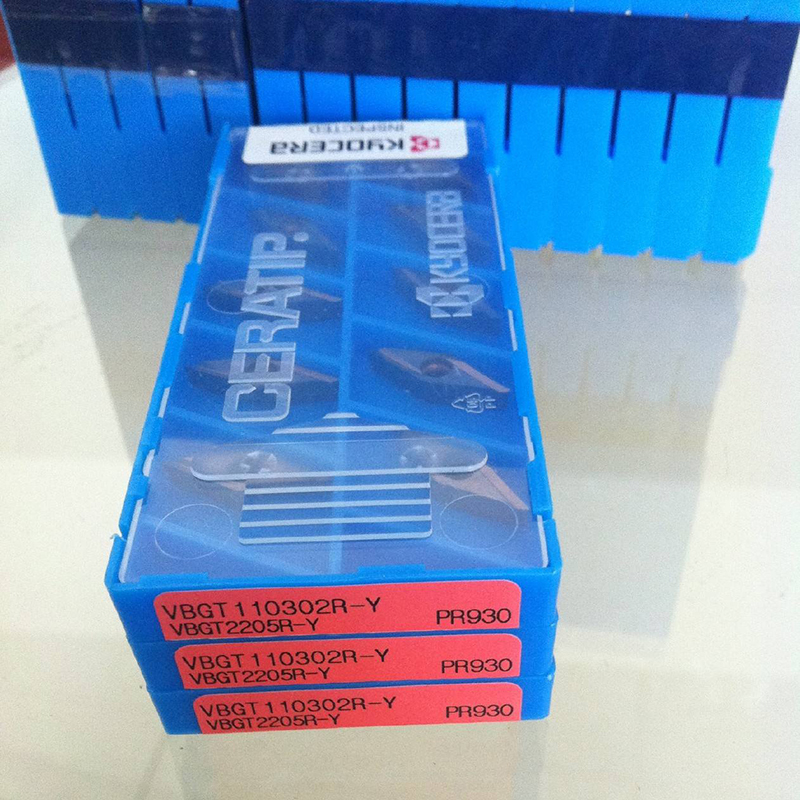 KYOCERA
INSPECTED
CERATIP.
KYOCERA
VBGT110302R-Y
VBGT2205R-Y
PR930
VBGT110302R-Y
VBGT2205R-Y
PR930
VBGT110302R-Y
VBGT2205R-Y
PR930